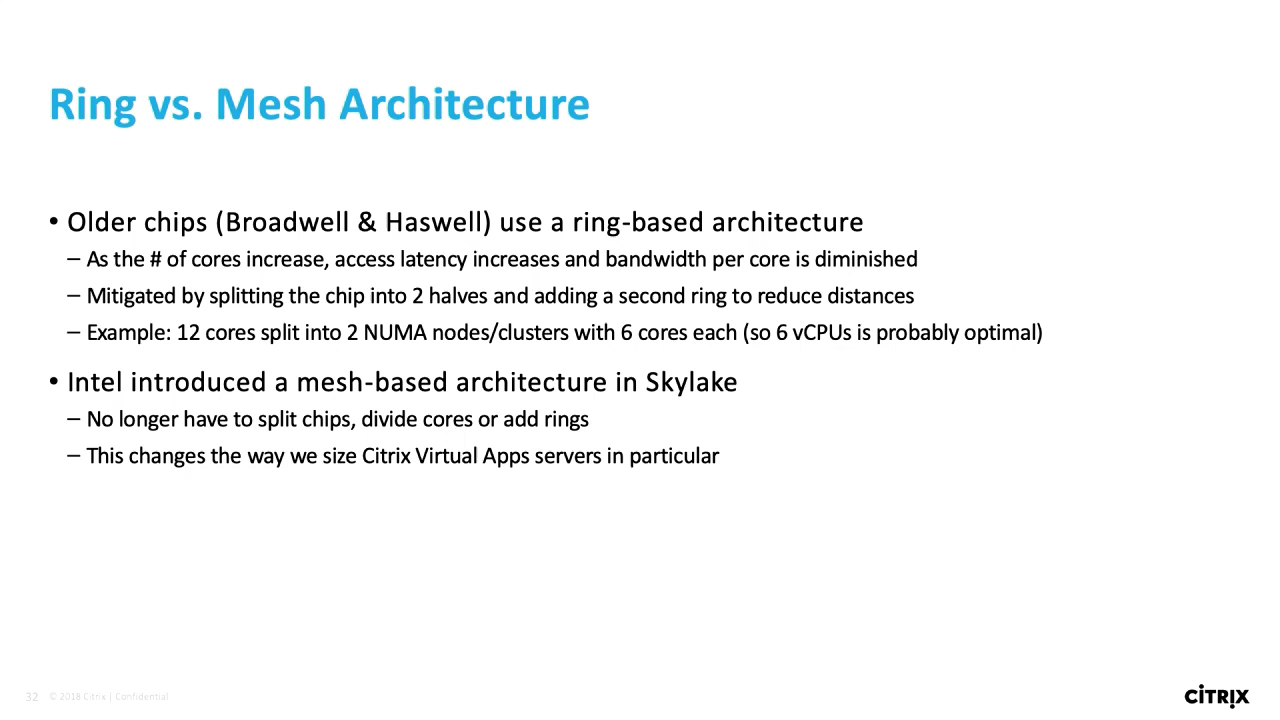 Ring vs. Mesh Architecture
• Older chips (Broadwell & Haswell) use a ring-based architecture
– As the # of cores increase, access latency increases and bandwidth per core is diminished
– Mitigated by splitting the chip into 2 halves and adding a second ring to reduce distances
– Example: 12 cores split into 2 NUMA nodes/clusters with 6 cores each (so 6 vCPUs is probably optimal)
• Intel introduced a mesh-based architecture in Skylake
– No longer have to split chips, divide cores or add rings
– This changes the way we size Citrix Virtual Apps servers in particular
32 © 2018 Citrix | Confidential
CITRIX